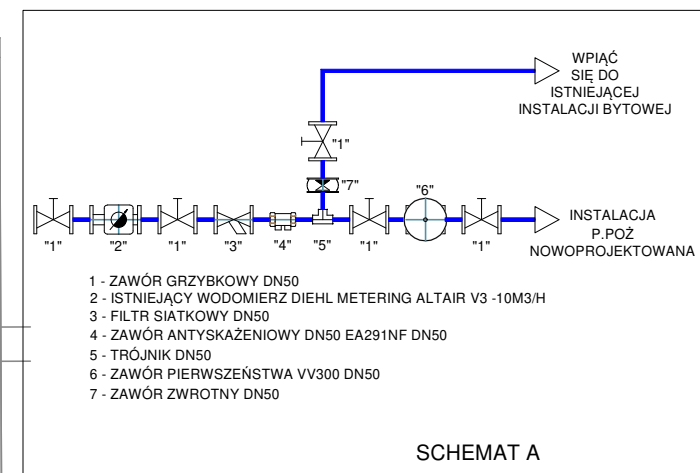 WPIĄĆ
SIĘ DO
ISTNIEJĄCEJ
INSTALACJI BYTOWEJ
"1"
"7"
"6"
"1"
"2"
"1"
"3"
"4"
"5"
"1"
"1"
INSTALACJA
P.POŻ
NOWOPROJEKTOWANA
1 - ZAWÓR GRZYBKOWY DN50
2 - ISTNIEJĄCY WODOMIERZ DIEHL METERING ALTAIR V3 -10M3/H
3 - FILTR SIATKOWY DN50
4 - ZAWÓR ANTYSKAŻENIOWY DN50 EA291NF DN50
5 - TRÓJNIK DN50
6 - ZAWÓR PIERWSZEŃSTWA VV300 DN50
7 - ZAWÓR ZWROTNY DN50
SCHEMAT A